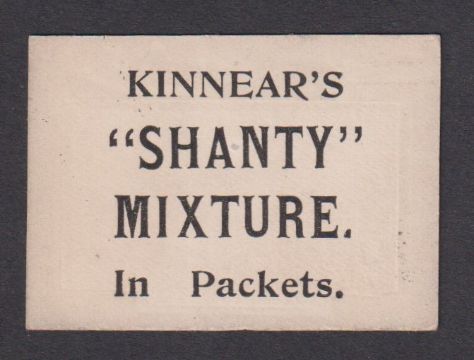 KINNEAR'S
"SHANTY"
MIXTURE.
In Packets.